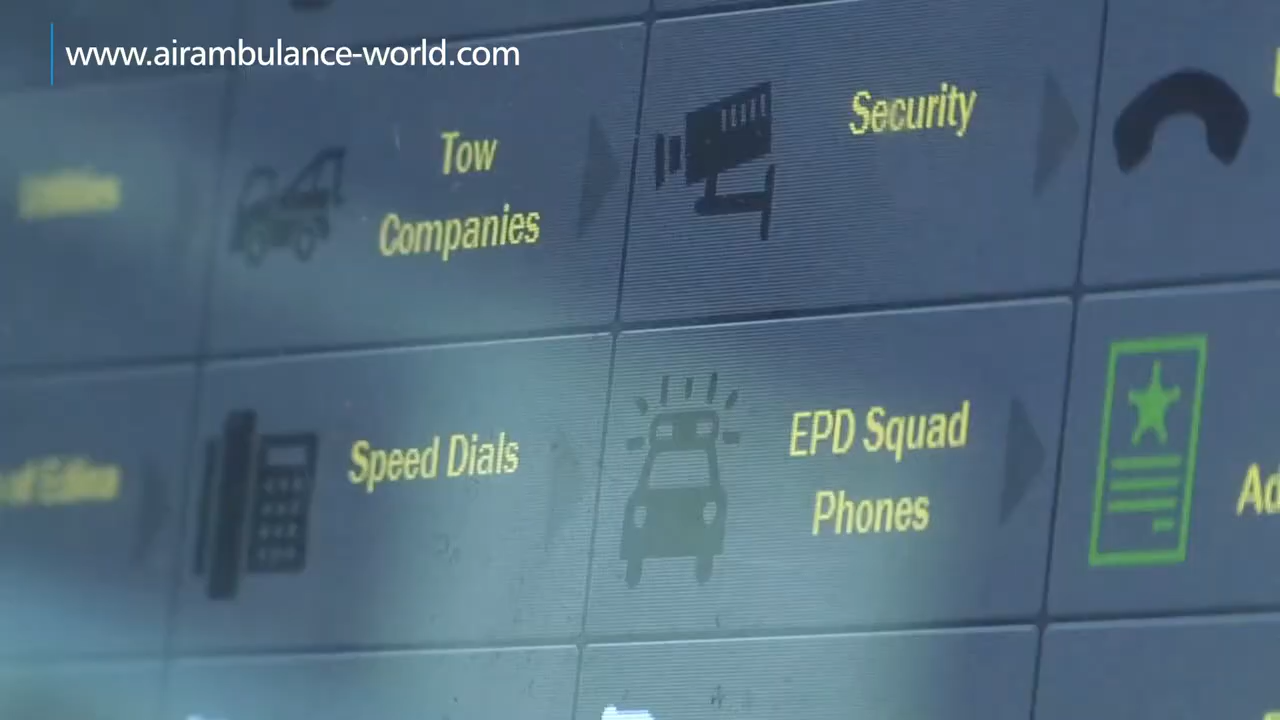 www.airambulance-world.com
Tow
Companies
Security
Speed Dials
EPD Squad
Phones